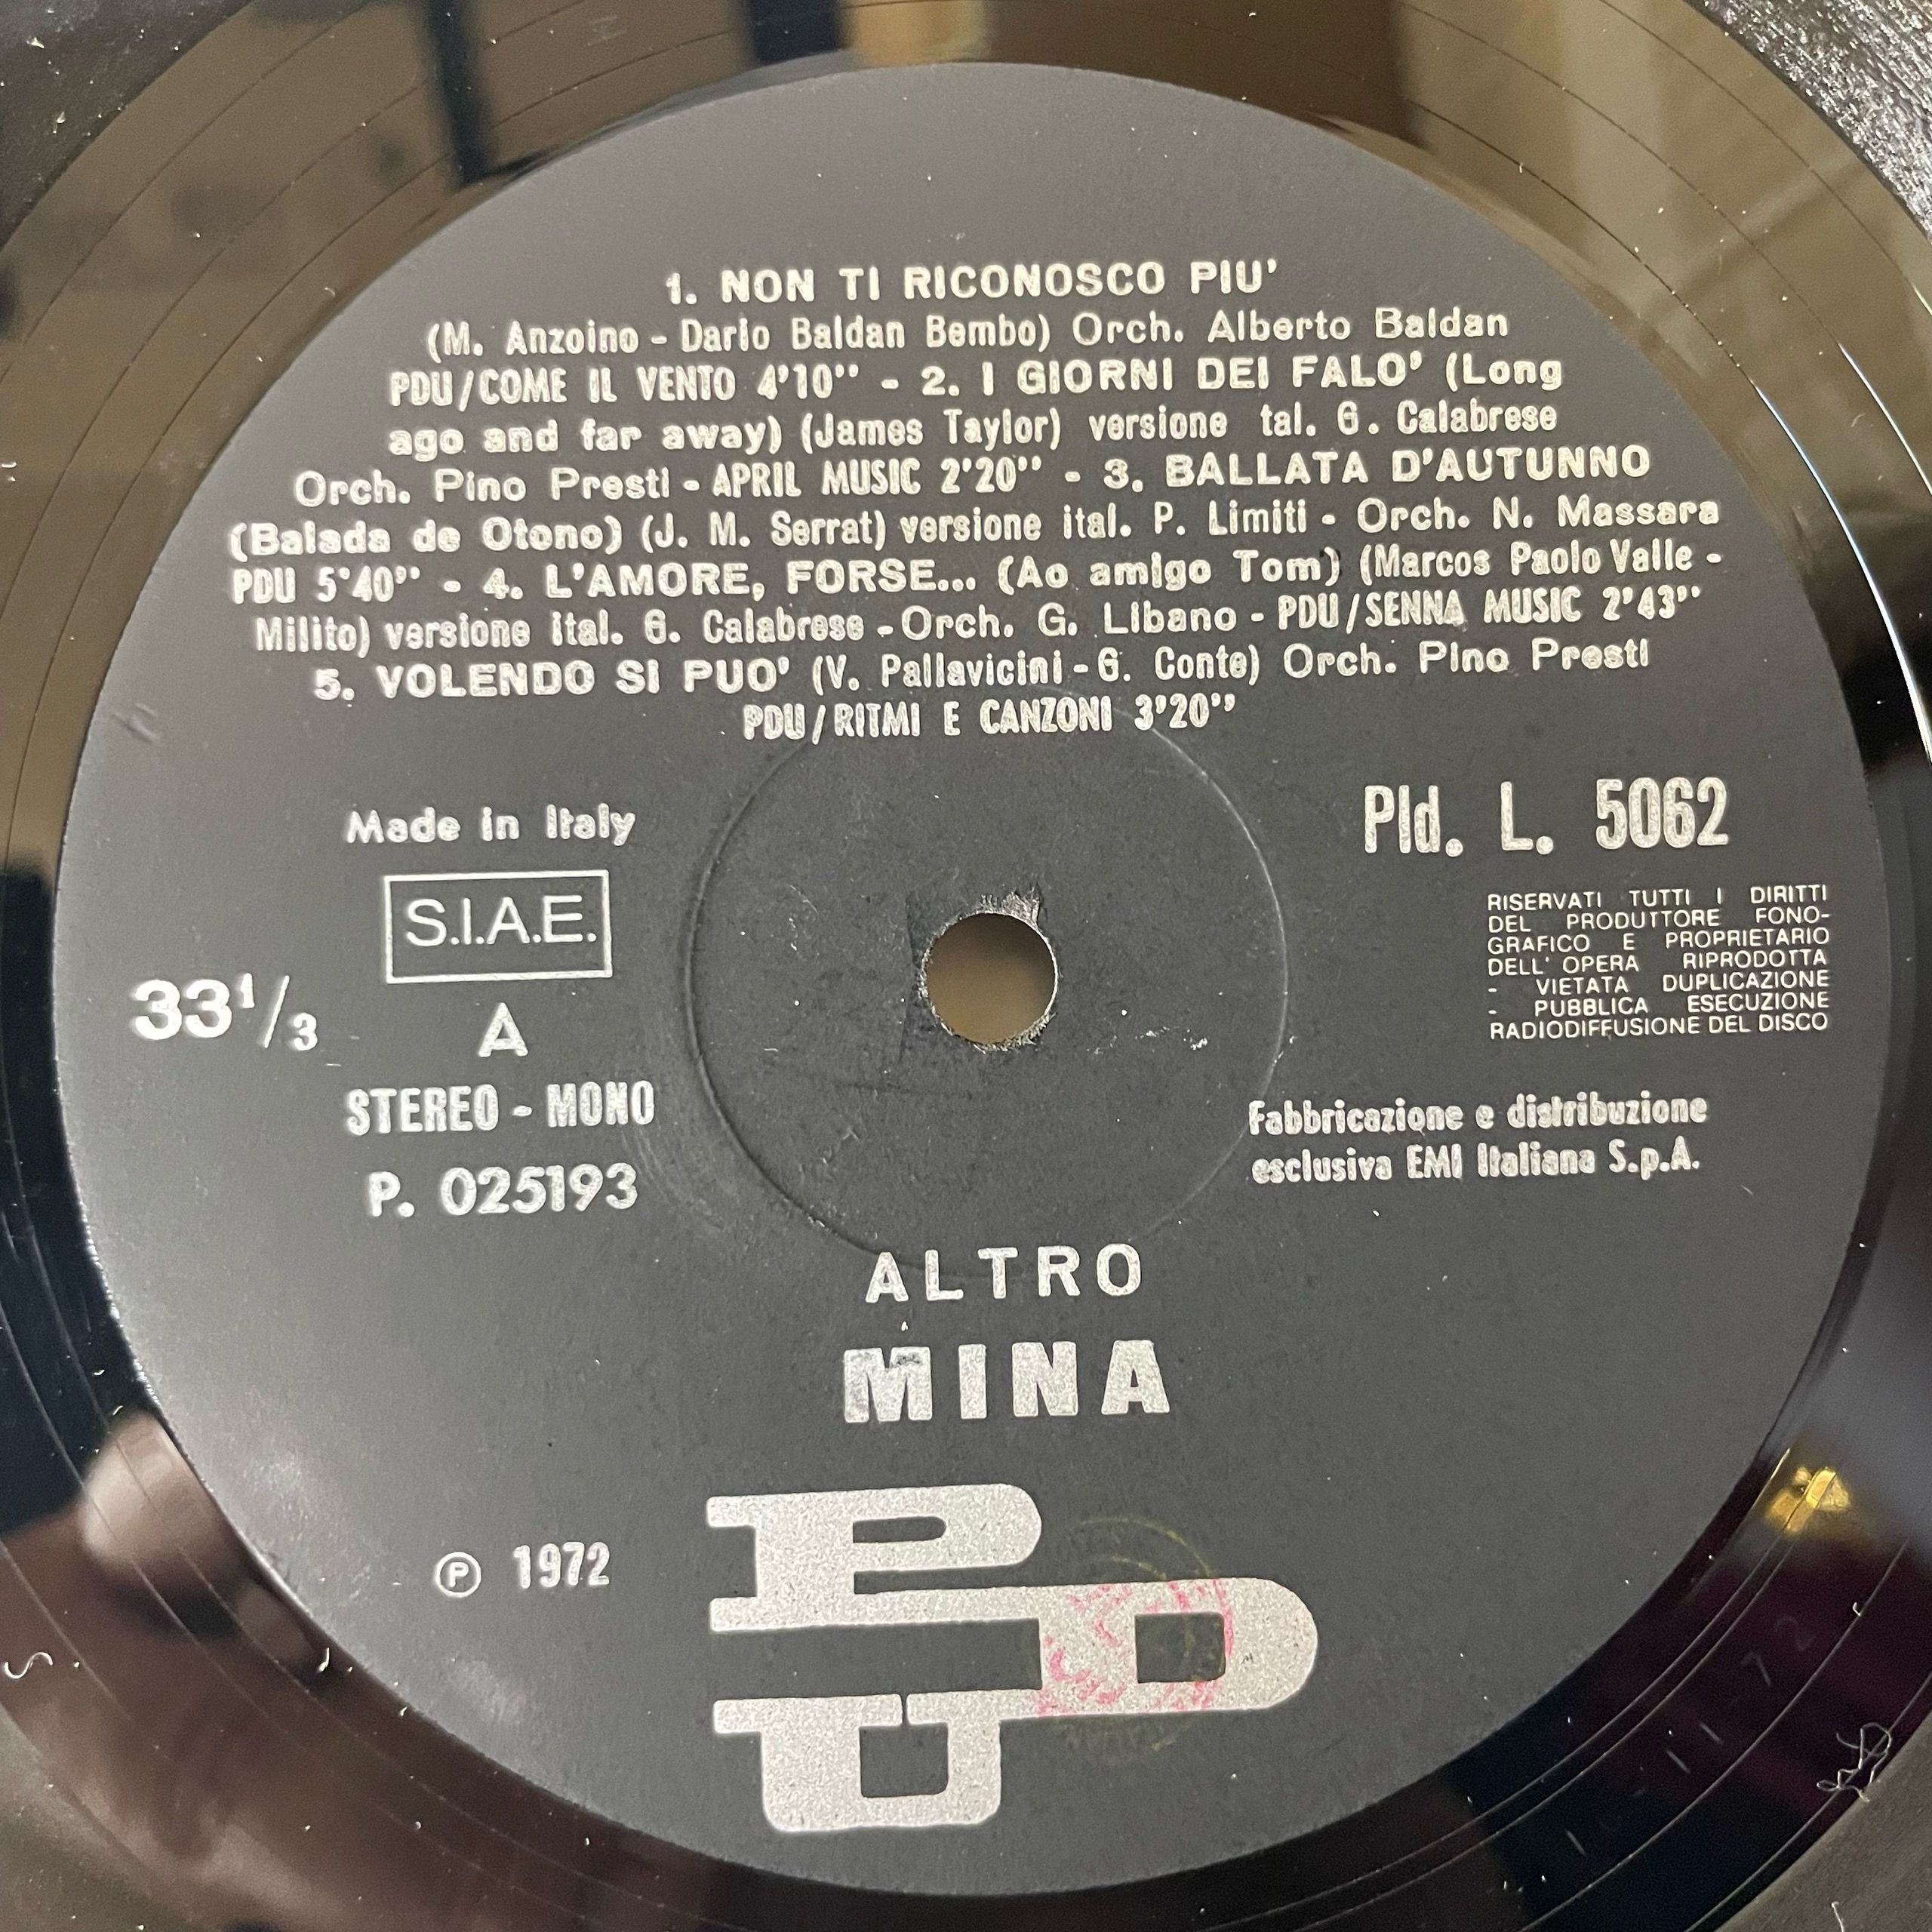 1. NON TI RICONOSCO PIU'
(M. Anzoino - Dario Baldan Bembo) Orch. Alberto Baldan
PDU/COME IL VENTO 4'10'' - 2. I GIORNI DEI FALO' (Long
ago and far away) (James Taylor) versione tal. G. Calabrese
Orch. Pino Presti - APRIL MUSIC 2'20'' - 3. BALLATA D'AUTUNNO
(Balada de Otono) (J. M. Serrat) versione ital. P. Limiti - Orch. N. Massara
PDU 5'40'' - 4. L'AMORE, FORSE... (Ao amigo Tom) (Marcos Paolo Valle -
Milito) versione ital. G. Calabrese - Orch. G. Libano - PDU/SENNA MUSIC 2'43''
5. VOLENDO SI PUO' (V. Pallavicini - G. Conte) Orch. Pino Presti
PDU/RITMI E CANZONI 3'20''
Made in Italy
S.I.A.E.
33 1/3
A
STEREO - MONO
P. 025193
Pld. L. 5062
RISERVATI TUTTI I DIRITTI
DEL PRODUTTORE FONO-
GRAFICO E PROPRIETARIO
DELL' OPERA RIPRODOTTA
- VIETATA DUPLICAZIONE
- PUBBLICA ESECUZIONE
RADIODIFFUSIONE DEL DISCO
Fabbricazione e distribuzione
esclusiva EMI Italiana S.p.A.
ALTRO
MINA
℗ 1972
PDU